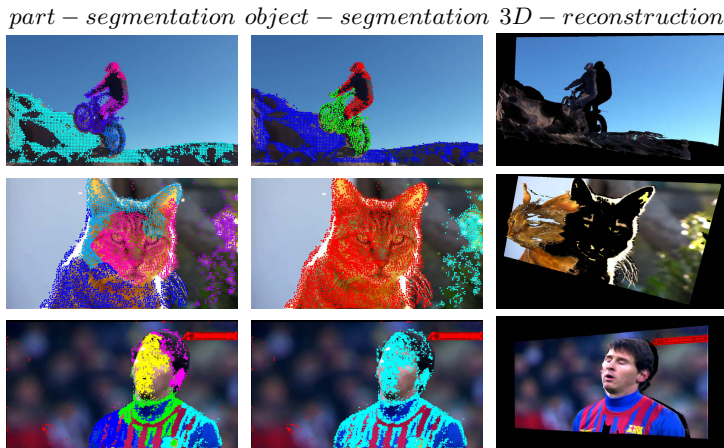 part − segmentation object − segmentation 3D − reconstruction